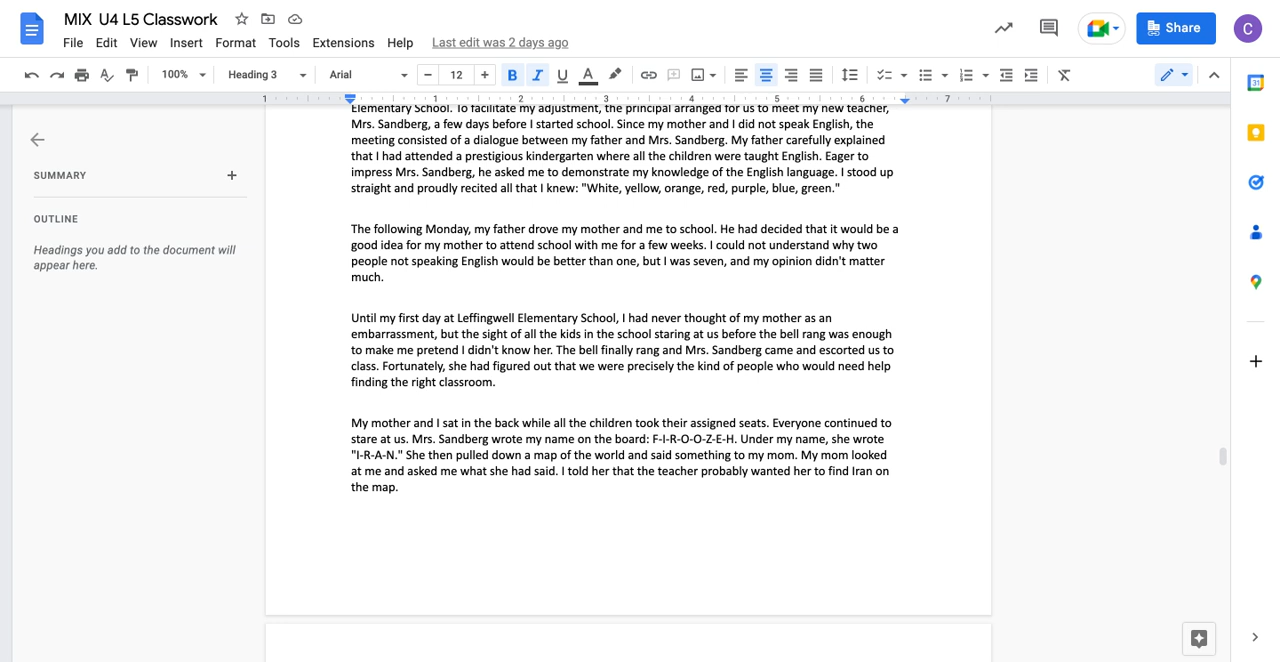 MIX U4 L5 Classwork
File Edit View Insert Format Tools Extensions Help Last edit was 2 days ago
Share
C
100% Heading 3 Arial 12 B I U A
1 1 2 3 4 5 6 7
31
SUMMARY
OUTLINE
Headings you add to the document will
appear here.
Elementary School. To facilitate my adjustment, the principal arranged for us to meet my new teacher,
Mrs. Sandberg, a few days before I started school. Since my mother and I did not speak English, the
meeting consisted of a dialogue between my father and Mrs. Sandberg. My father carefully explained
that I had attended a prestigious kindergarten where all the children were taught English. Eager to
impress Mrs. Sandberg, he asked me to demonstrate my knowledge of the English language. I stood up
straight and proudly recited all that I knew: "White, yellow, orange, red, purple, blue, green."
The following Monday, my father drove my mother and me to school. He had decided that it would be a
good idea for my mother to attend school with me for a few weeks. I could not understand why two
people not speaking English would be better than one, but I was seven, and my opinion didn't matter
much.
Until my first day at Leffingwell Elementary School, I had never thought of my mother as an
embarrassment, but the sight of all the kids in the school staring at us before the bell rang was enough
to make me pretend I didn't know her. The bell finally rang and Mrs. Sandberg came and escorted us to
class. Fortunately, she had figured out that we were precisely the kind of people who would need help
finding the right classroom.
My mother and I sat in the back while all the children took their assigned seats. Everyone continued to
stare at us. Mrs. Sandberg wrote my name on the board: F-I-R-O-O-Z-E-H. Under my name, she wrote
"I-R-A-N." She then pulled down a map of the world and said something to my mom. My mom looked
at me and asked me what she had said. I told her that the teacher probably wanted her to find Iran on
the map.